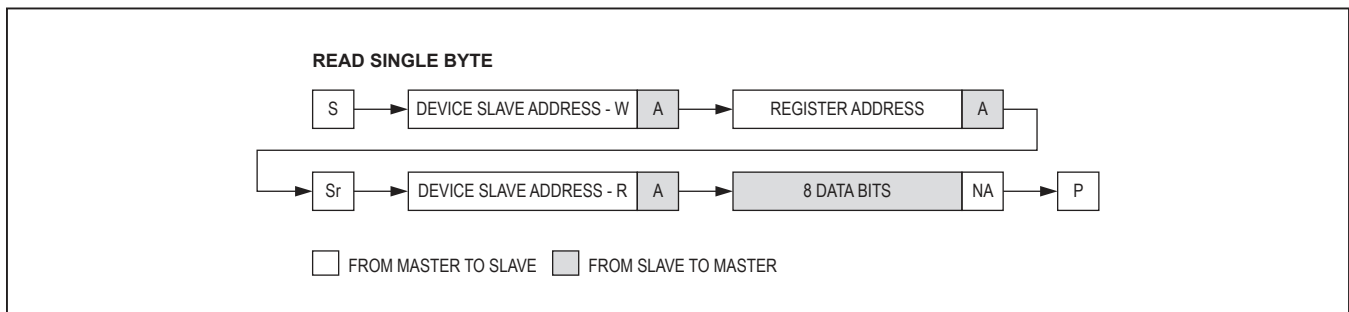 READ SINGLE BYTE
S DEVICE SLAVE ADDRESS - W A REGISTER ADDRESS A
Sr DEVICE SLAVE ADDRESS - R A 8 DATA BITS NA P
FROM MASTER TO SLAVE FROM SLAVE TO MASTER